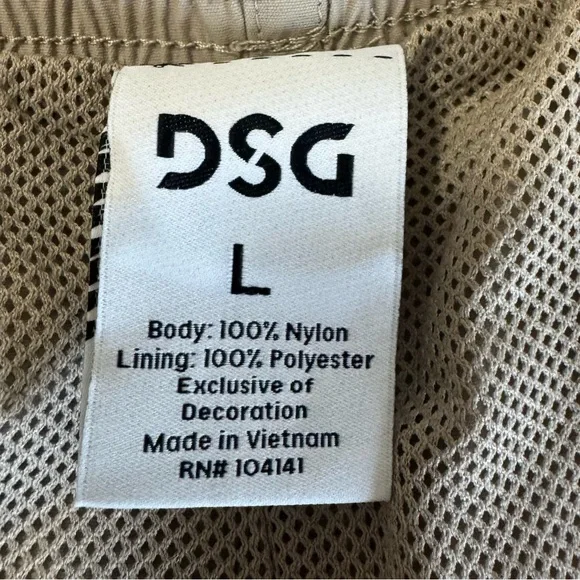 DSG
L
Body: 100% Nylon
Lining: 100% Polyester
Exclusive of
Decoration
Made in Vietnam
RN# 104141